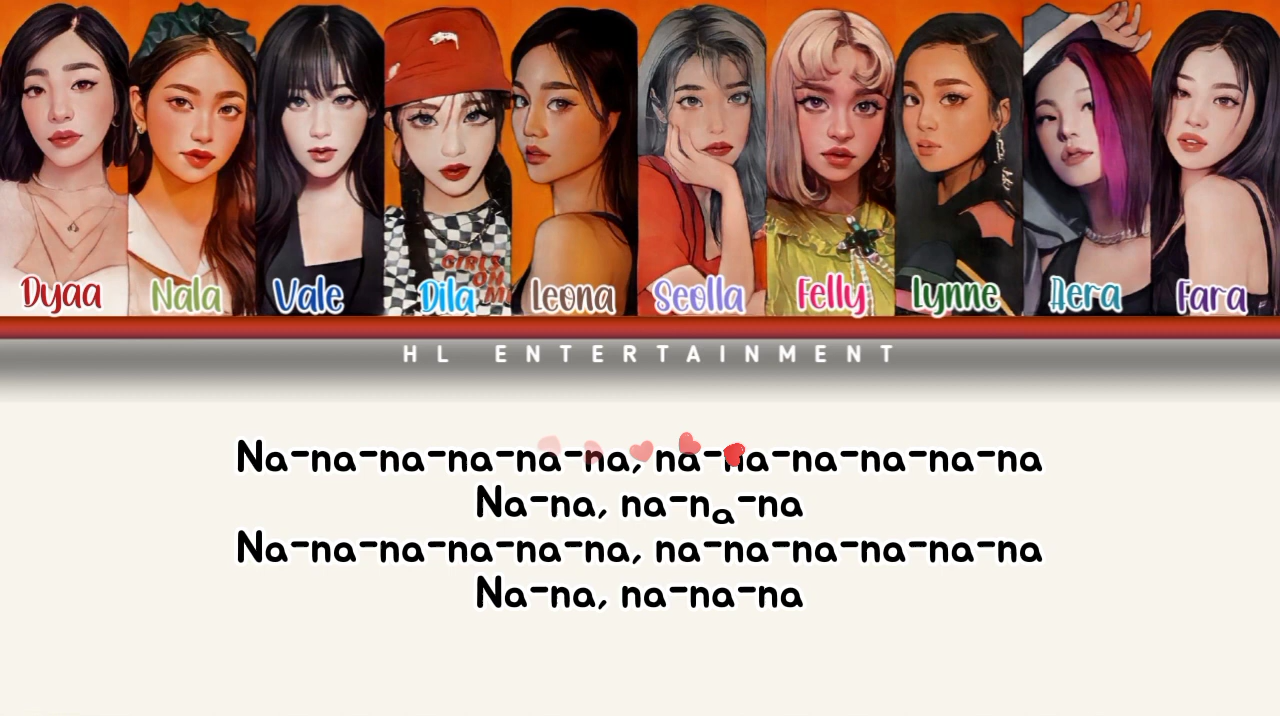 GIRLS
ON
M
Dyaa Nala Vale Dila Leona Seolla Felly Lynne Aera Fara
HL ENTERTAINMENT
Na-na-na-na-na-na, na-na-na-na-na-na
Na-na, na-na-na
Na-na-na-na-na-na, na-na-na-na-na-na
Na-na, na-na-na